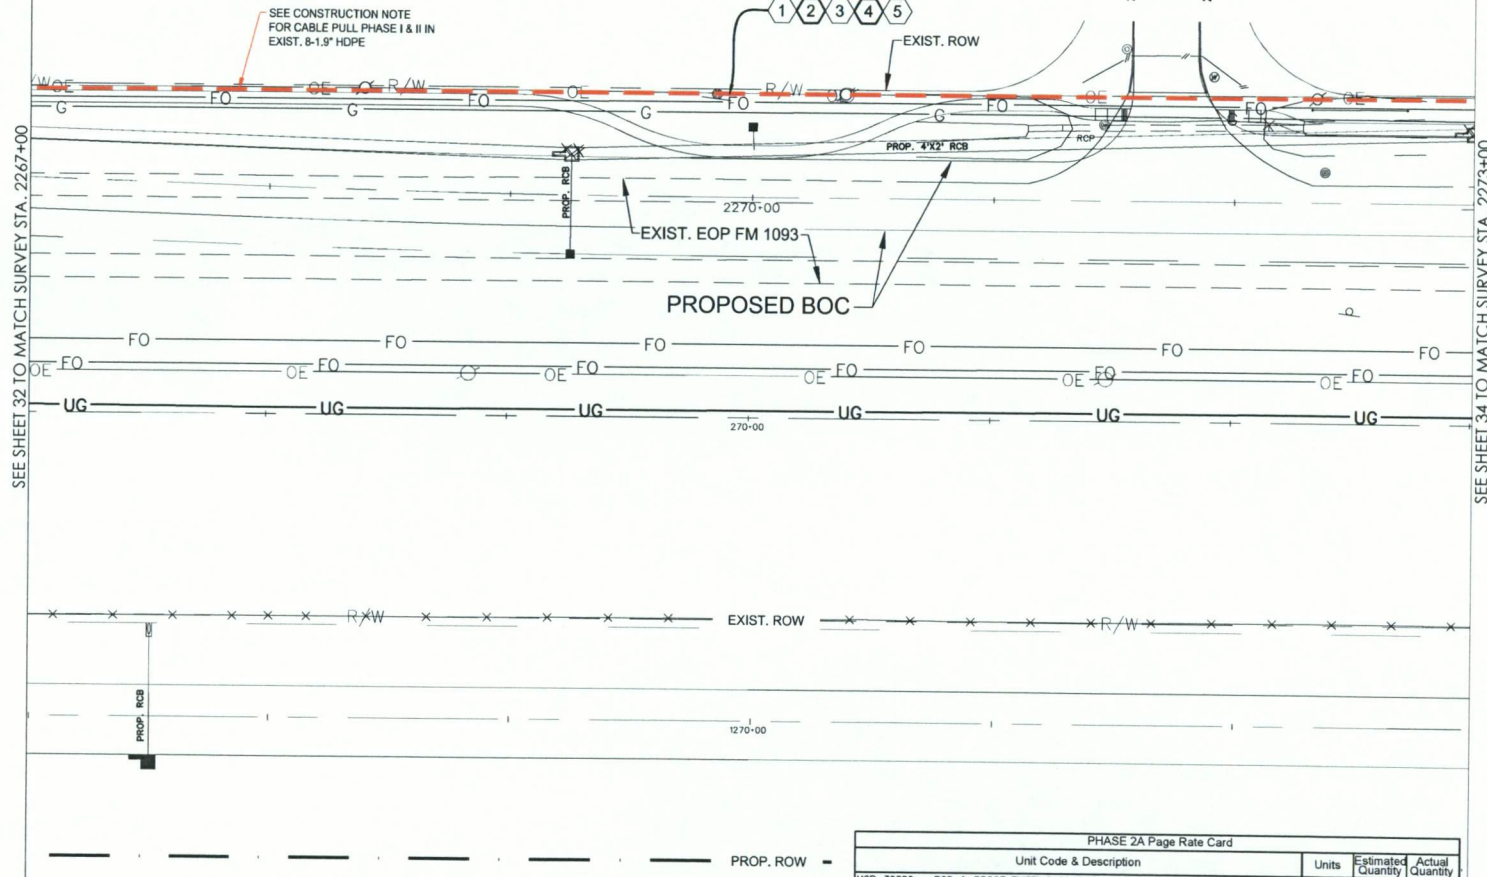 SEE CONSTRUCTION NOTE
FOR CABLE PULL PHASE I & II IN
EXIST. 8-1.9" HDPE
1 2 3 4 5
EXIST. ROW
OE OE R/W OE R/W OE OE
FO FO FO FO FO
G G G G G
PROP. 4'X2' RCB
RCP
PROP. RCB
2270+00
EXIST. EOP FM 1093
PROPOSED BOC
SEE SHEET 32 TO MATCH SURVEY STA. 2267+00
SEE SHEET 34 TO MATCH SURVEY STA. 2273+00
FO FO FO FO FO FO
FO FO FO FO FO FO
OE OE OE OE OE OE
UG UG UG UG UG UG
270+00
R/W EXIST. ROW R/W
PROP. RCB
1270+00
PROP. ROW
PHASE 2A Page Rate Card
Unit Code & Description Units Estimated Quantity Actual Quantity